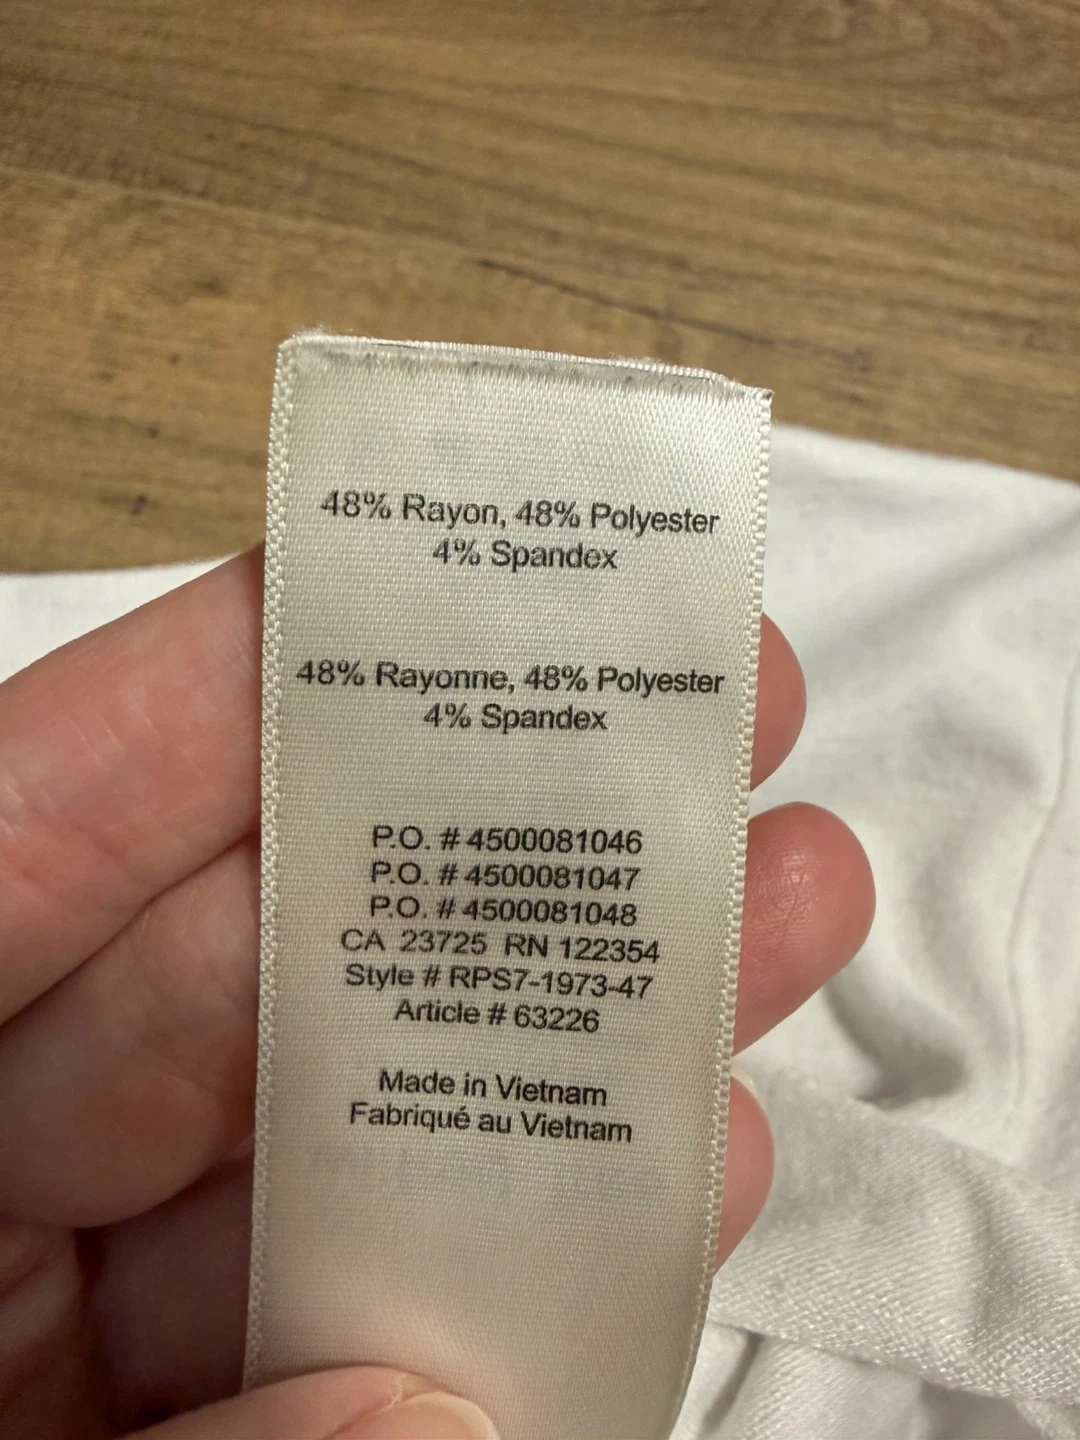 48% Rayon, 48% Polyester
4% Spandex
48% Rayonne, 48% Polyester
4% Spandex
P.O. # 4500081046
P.O. # 4500081047
P.O. # 4500081048
CA 23725 RN 122354
Style # RPS7-1973-47
Article # 63226
Made in Vietnam
Fabriqué au Vietnam